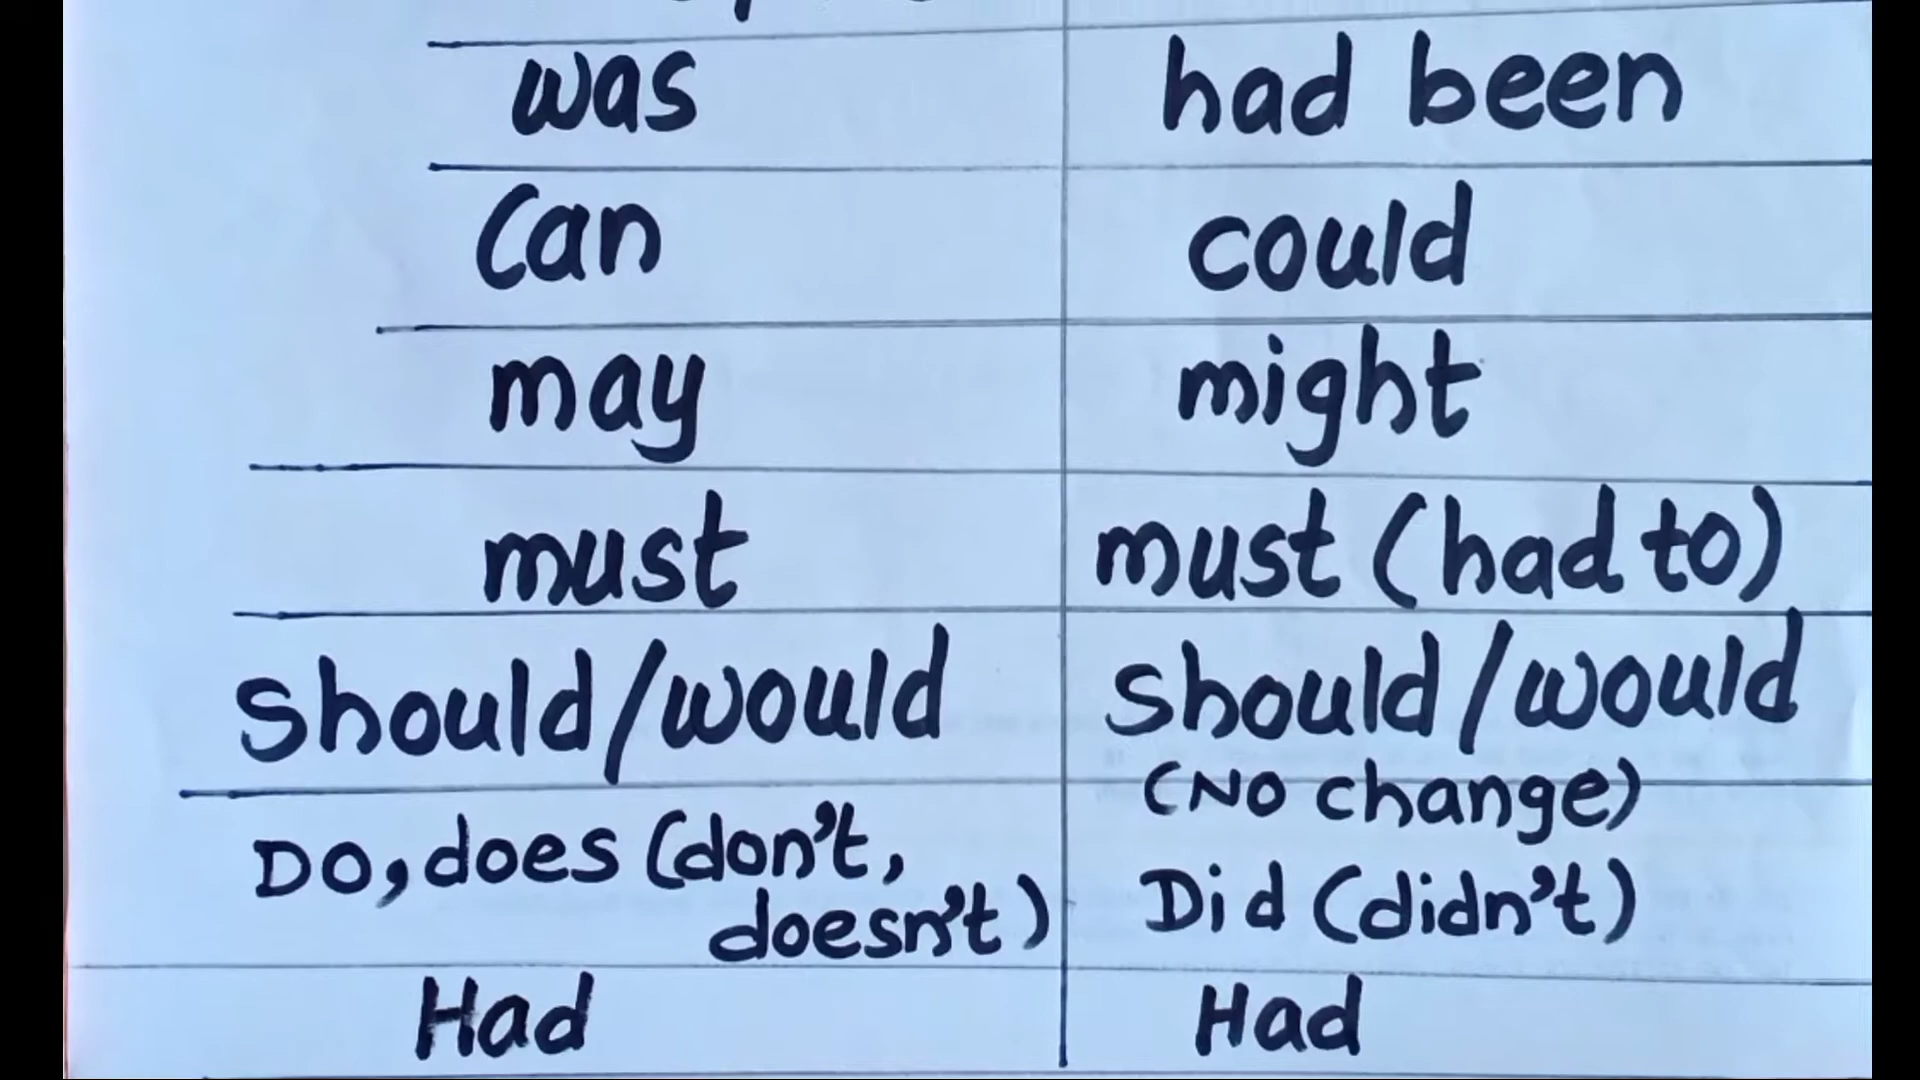 was had been
Can could
may might
must must (had to)
should/would should/would
(No change)
DO, does (don't, Did (didn't)
doesn't)
Had Had